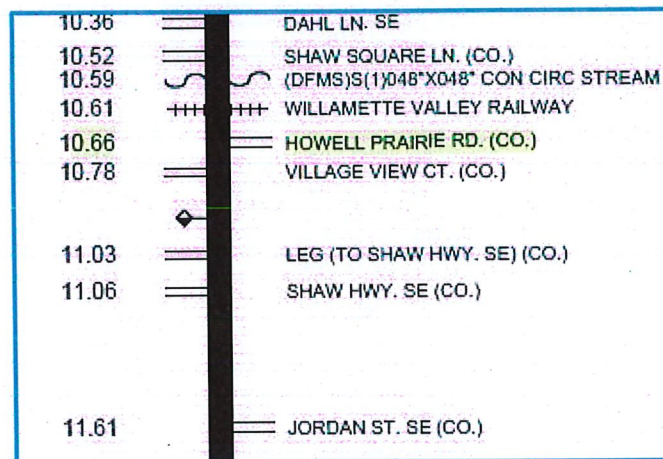 10.36 DAHL LN. SE
10.52 SHAW SQUARE LN. (CO.)
10.59 (DFMS)S(1)048"X048" CON CIRC STREAM
10.61 WILLAMETTE VALLEY RAILWAY
10.66 HOWELL PRAIRIE RD. (CO.)
10.78 VILLAGE VIEW CT. (CO.)
11.03 LEG (TO SHAW HWY. SE) (CO.)
11.06 SHAW HWY. SE (CO.)
11.61 JORDAN ST. SE (CO.)